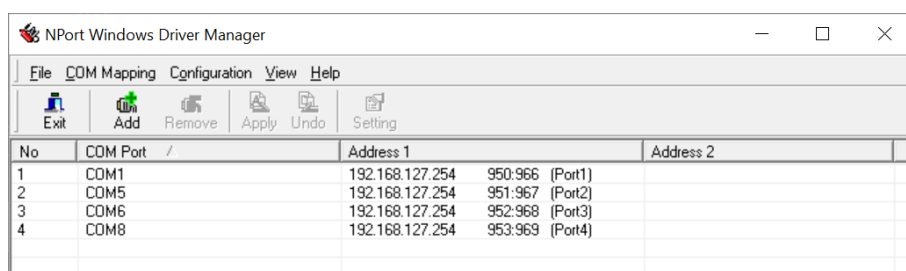 NPort Windows Driver Manager
File COM Mapping Configuration View Help
Exit Add Remove Apply Undo Setting
No COM Port Address 1 Address 2
1 COM1 192.168.127.254 950:966 (Port1)
2 COM5 192.168.127.254 951:967 (Port2)
3 COM6 192.168.127.254 952:968 (Port3)
4 COM8 192.168.127.254 953:969 (Port4)